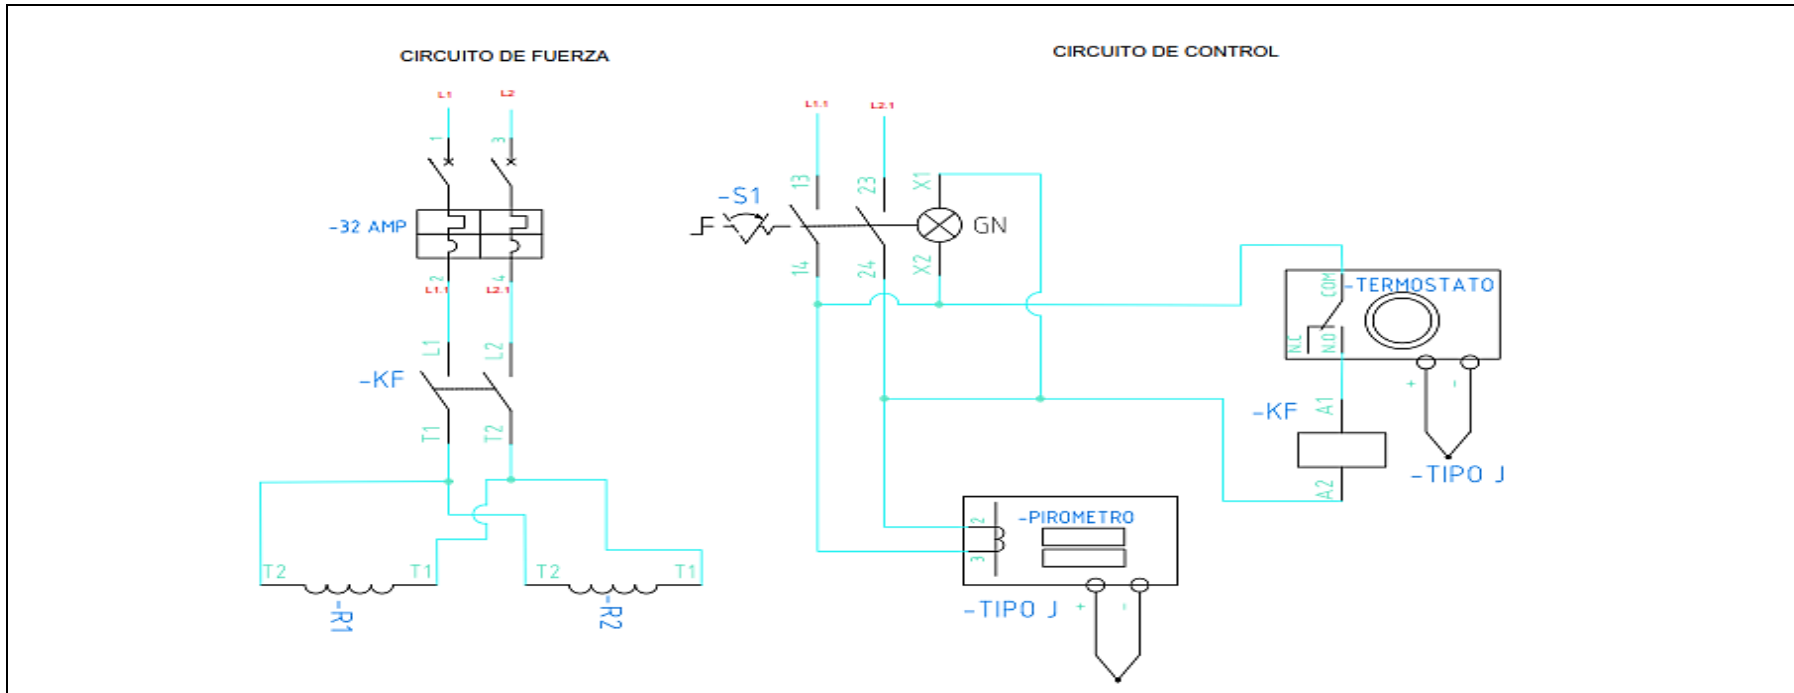 CIRCUITO DE FUERZA
CIRCUITO DE CONTROL
L1 L2
L1.1 L2.1
1 3
-32 AMP
2 4
L1.1 L2.1
L1 L2
-KF
T1 T2
T2 T1
-R1
T2 T1
-R2
13 23 X1
-S1
GN
14 24 X2
COM
-TERMOSTATO
N.C N.O
+ -
-KF
A1
A2
-TIPO J
2
-PIROMETRO
3
-TIPO J
+ -